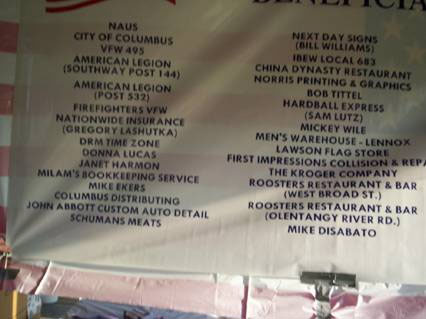 BENEFICIA
NAUS
CITY OF COLUMBUS
VFW 495
AMERICAN LEGION
(SOUTHWAY POST 144)
AMERICAN LEGION
(POST 532)
FIREFIGHTERS VFW
NATIONWIDE INSURANCE
(GREGORY LASHUTKA)
DRM TIME ZONE
DONNA LUCAS
JANET HARMON
MILAM'S BOOKKEEPING SERVICE
MIKE EKERS
COLUMBUS DISTRIBUTING
JOHN ABBOTT CUSTOM AUTO DETAIL
SCHUMANS MEATS
NEXT DAY SIGNS
(BILL WILLIAMS)
IBEW LOCAL 683
CHINA DYNASTY RESTAURANT
NORRIS PRINTING & GRAPHICS
BOB TITTEL
HARDBALL EXPRESS
(SAM LUTZ)
MICKEY WILE
MEN'S WAREHOUSE - LENNOX
LAWSON FLAG STORE
FIRST IMPRESSIONS COLLISION & REPA
THE KROGER COMPANY
ROOSTERS RESTAURANT & BAR
(WEST BROAD ST.)
ROOSTERS RESTAURANT & BAR
(OLENTANGY RIVER RD.)
MIKE DISABATO